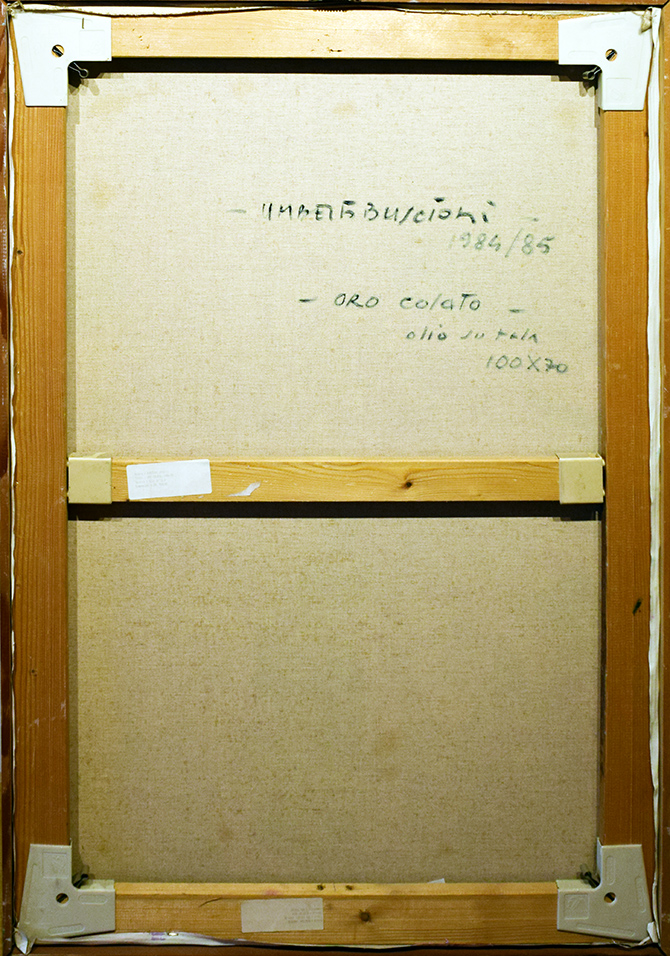 - UMBERTO BUSCIONI -
1984/85
- ORO COLATO -
olio su tela
100X70